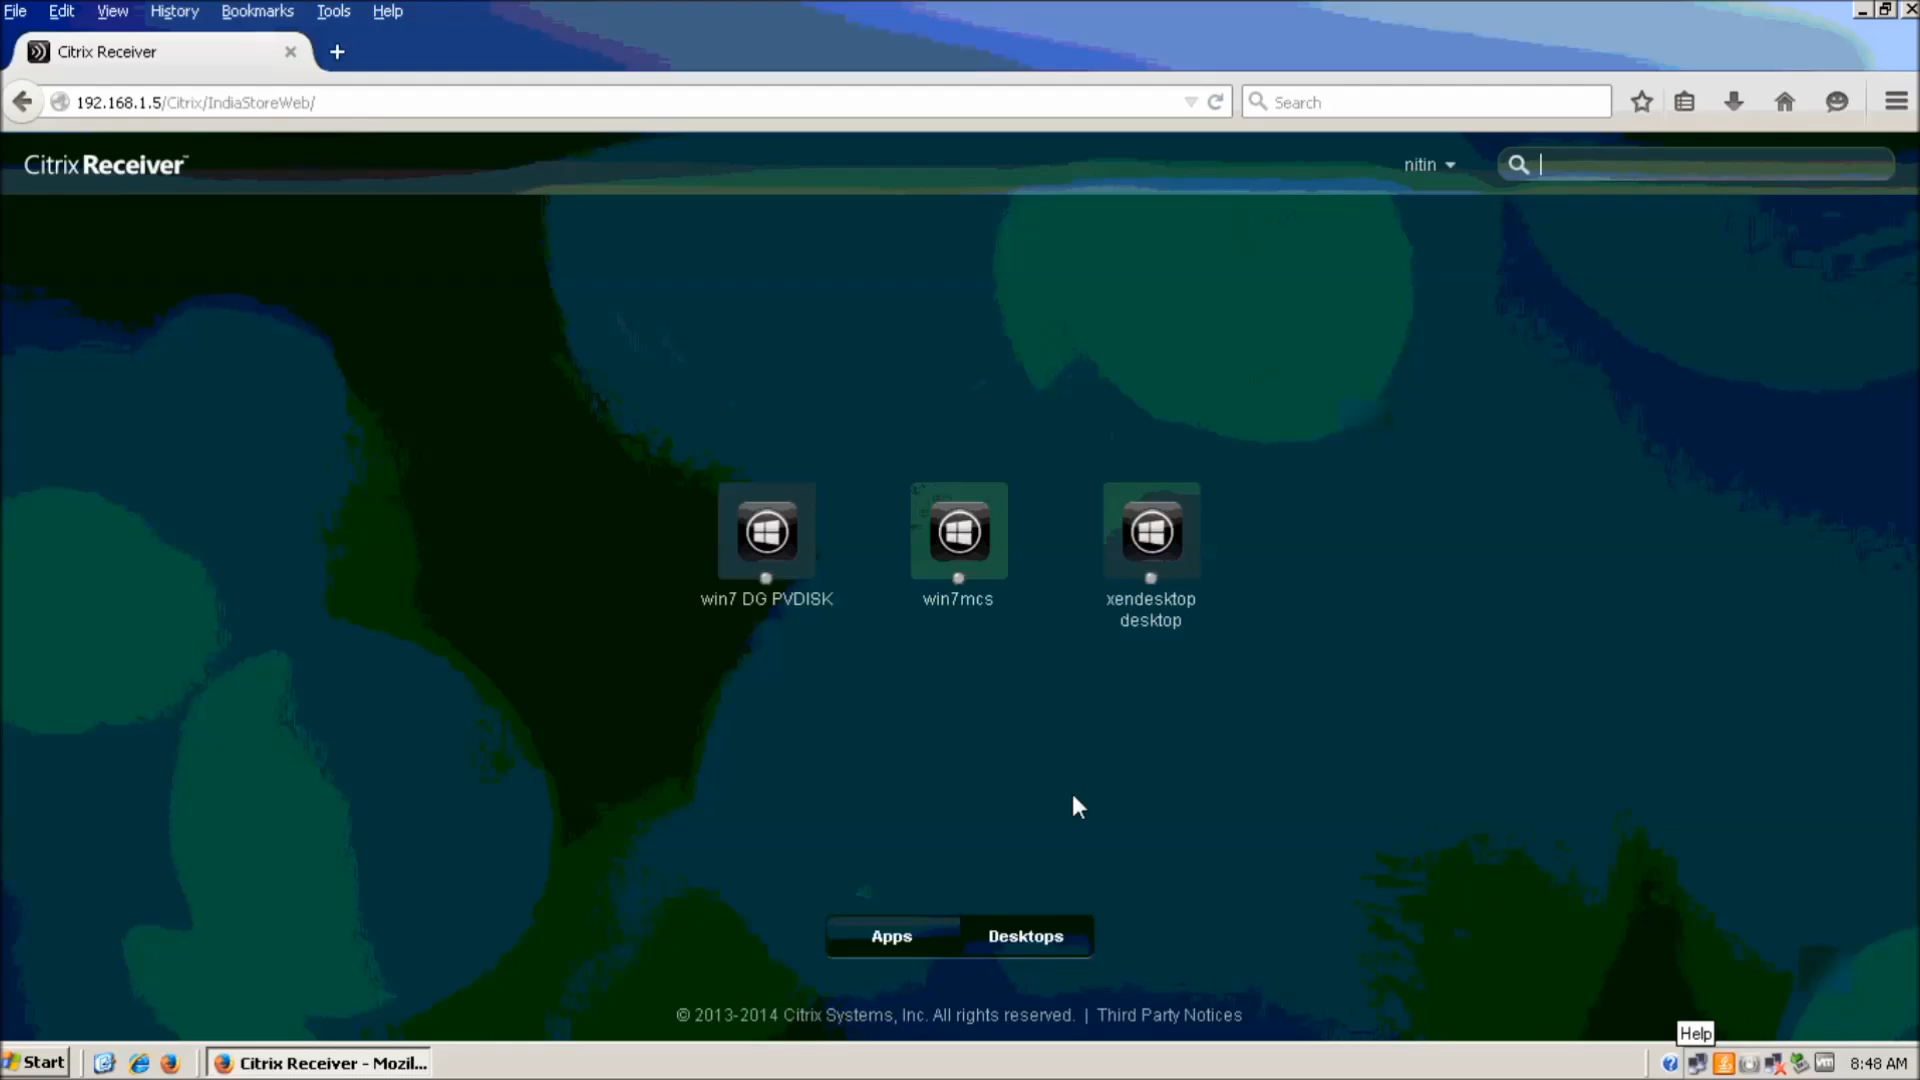 File Edit View History Bookmarks Tools Help
Citrix Receiver
192.168.1.5/Citrix/IndiaStoreWeb/
Search
Citrix Receiver™
nitin
win7 DG PVDISK
win7mcs
xendesktop
desktop
Apps
Desktops
© 2013-2014 Citrix Systems, Inc. All rights reserved. | Third Party Notices
Help
Start
Citrix Receiver - Mozil...
8:48 AM